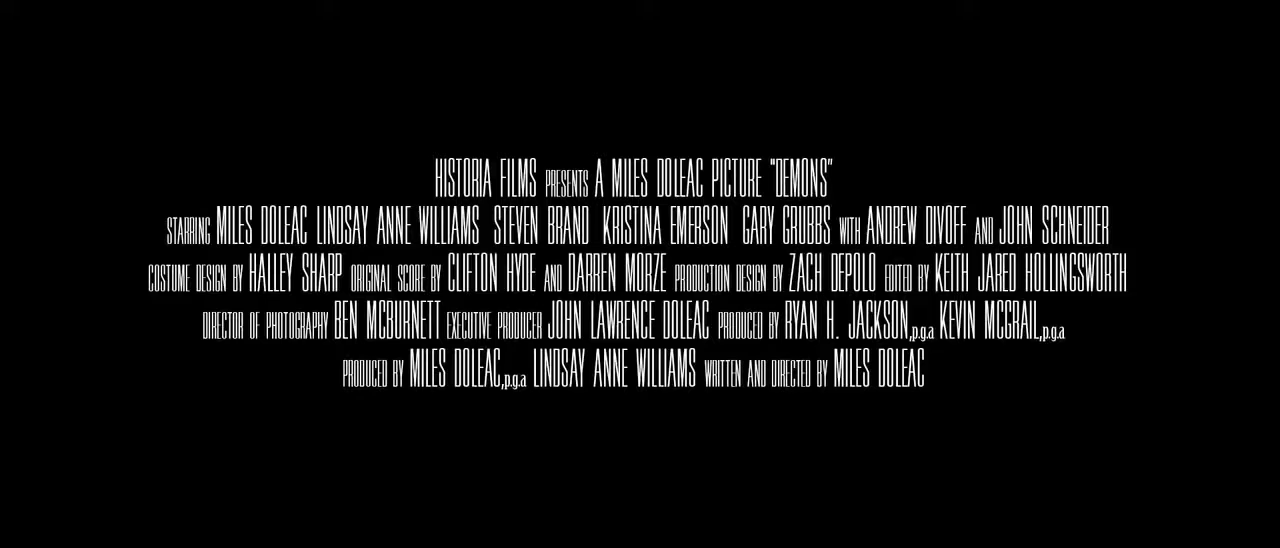 HISTORIA FILMS PRESENTS A MILES DOLEAC PICTURE "DEMONS"
STARRING MILES DOLEAC LINDSAY ANNE WILLIAMS STEVEN BRAND KRISTINA EMERSON GARY GRUBBS WITH ANDREW DIVOFF AND JOHN SCHNEIDER
COSTUME DESIGN BY HALLEY SHARP ORIGINAL SCORE BY CLIFTON HYDE AND DARREN MORZE PRODUCTION DESIGN BY ZACH DEPOLO EDITED BY KEITH JARED HOLLINGSWORTH
DIRECTOR OF PHOTOGRAPHY BEN MCBURNETT EXECUTIVE PRODUCER JOHN LAWRENCE DOLEAC PRODUCED BY RYAN H. JACKSON,p.g.a KEVIN MCGRAIL,p.g.a
PRODUCED BY MILES DOLEAC,p.g.a LINDSAY ANNE WILLIAMS WRITTEN AND DIRECTED BY MILES DOLEAC